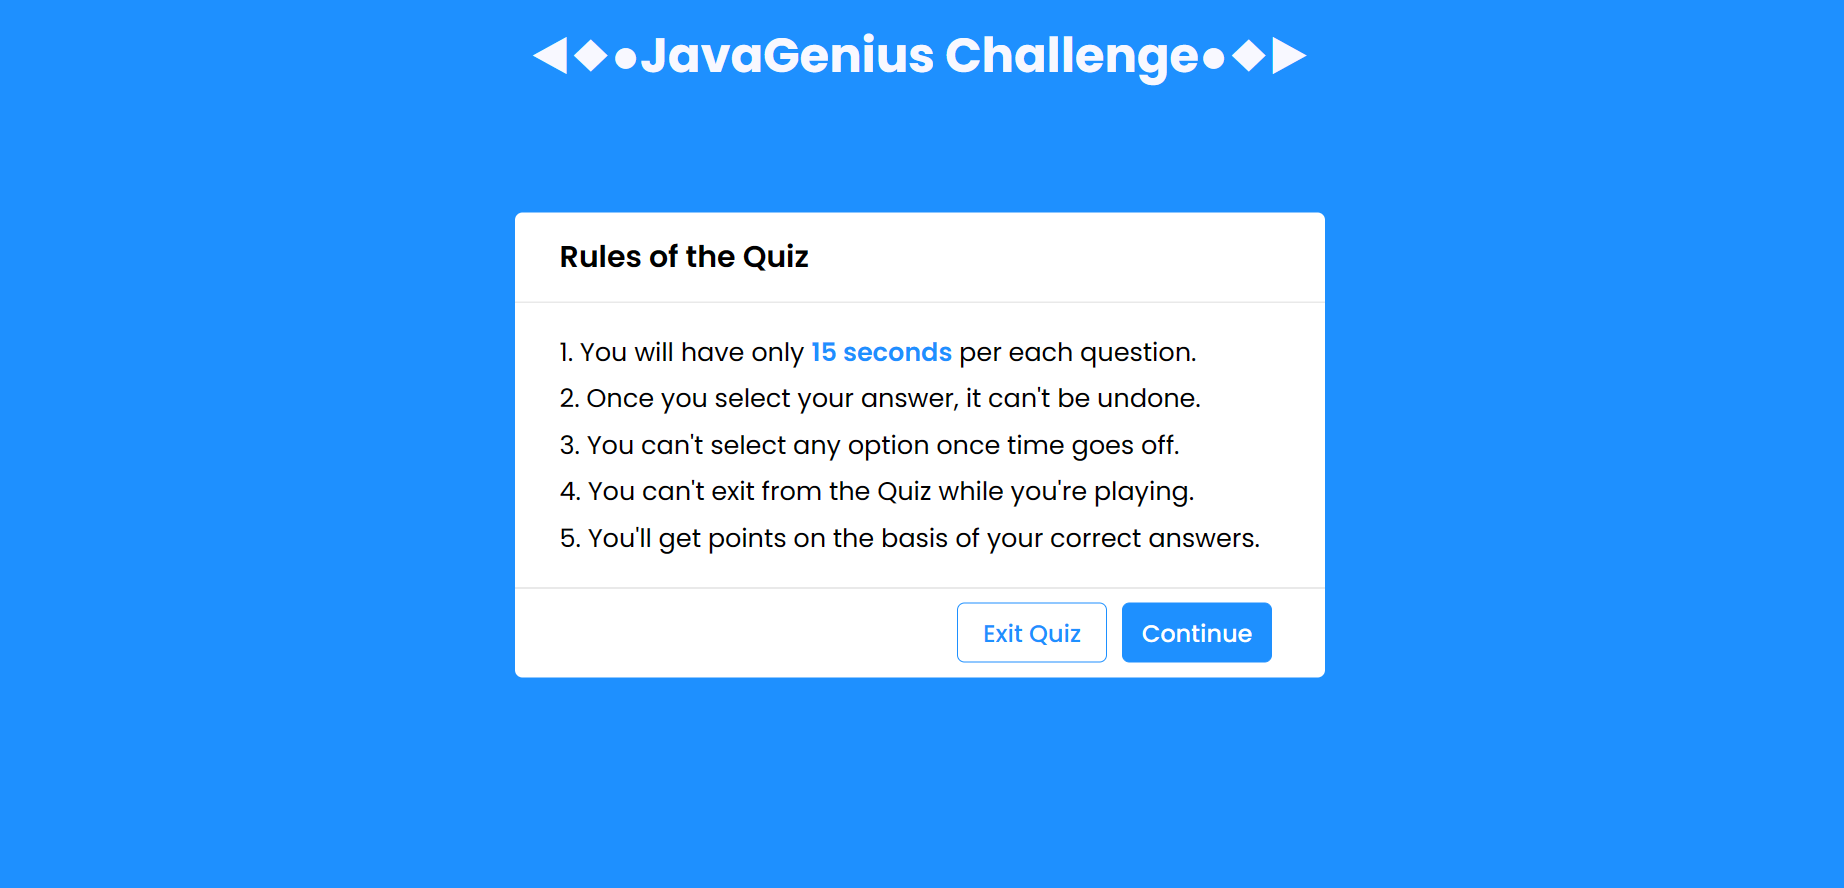 ◀◆●JavaGenius Challenge●◆▶
Rules of the Quiz
1. You will have only 15 seconds per each question.
2. Once you select your answer, it can't be undone.
3. You can't select any option once time goes off.
4. You can't exit from the Quiz while you're playing.
5. You'll get points on the basis of your correct answers.
Exit Quiz
Continue